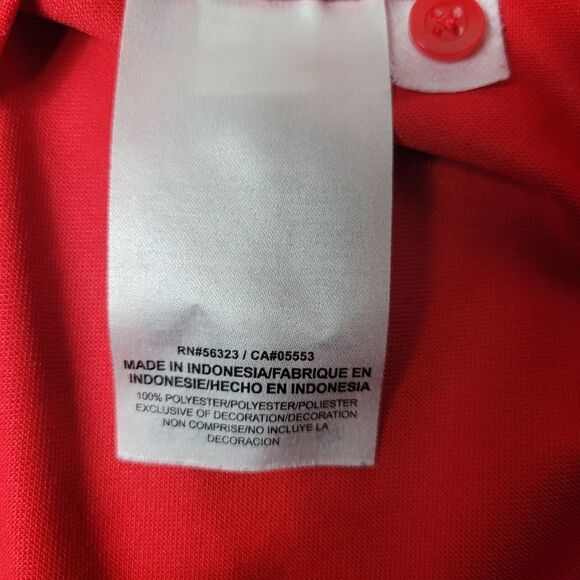 RN#56323 / CA#05553
MADE IN INDONESIA/FABRIQUE EN
INDONESIE/HECHO EN INDONESIA
100% POLYESTER/POLYESTER/POLIESTER
EXCLUSIVE OF DECORATION/DECORATION
NON COMPRISE/NO INCLUYE LA
DECORACION